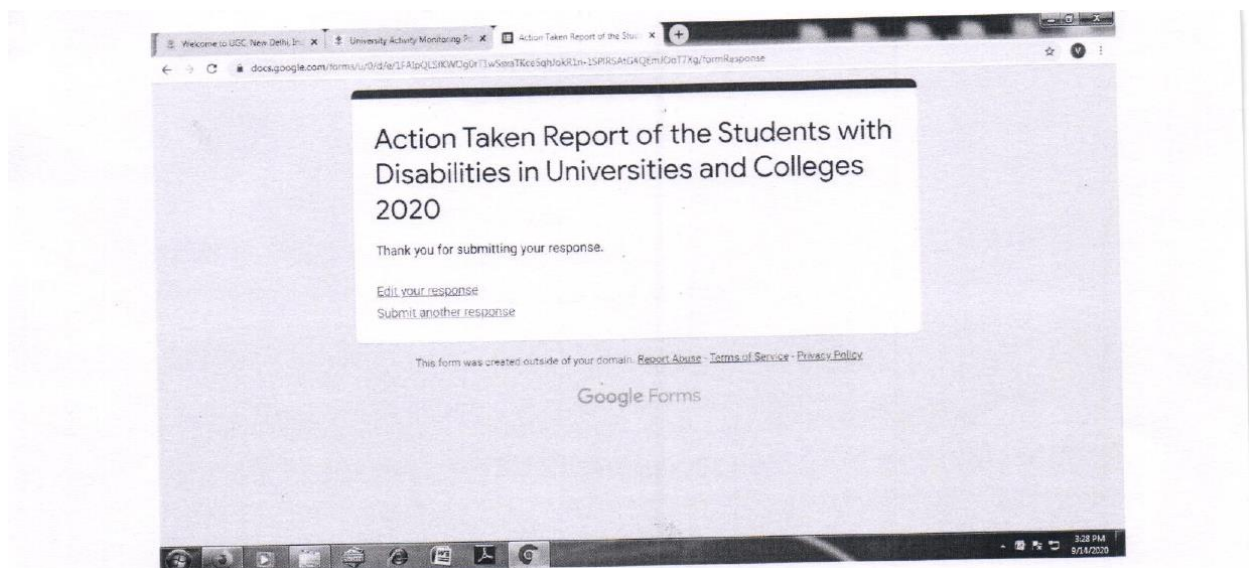 Welcome to UGC, New Delhi, In
University Activity Monitoring Po
Action Taken Report of the Stud
Action Taken Report of the Students with
Disabilities in Universities and Colleges
2020
Thank you for submitting your response.
Edit your response
Submit another response
This form was created outside of your domain. Report Abuse - Terms of Service - Privacy Policy
Google Forms
3:28 PM
9/14/2020